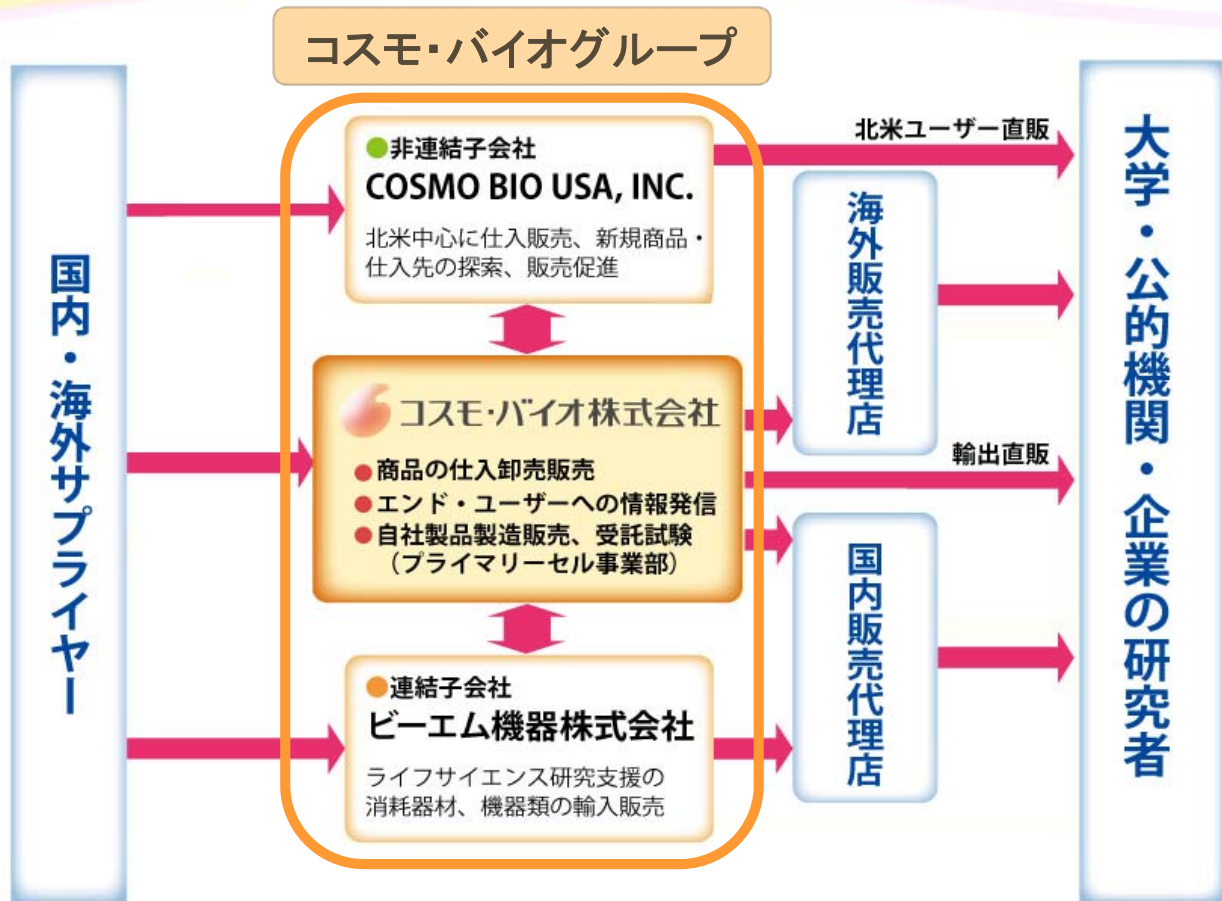 コスモ・バイオグループ
国内・海外サプライヤー
●非連結子会社
COSMO BIO USA, INC.
北米中心に仕入販売、新規商品・
仕入先の探索、販売促進
コスモ・バイオ株式会社
●商品の仕入卸売販売
●エンド・ユーザーへの情報発信
●自社製品製造販売、受託試験
（プライマリーセル事業部）
●連結子会社
ビーエム機器株式会社
ライフサイエンス研究支援の
消耗器材、機器類の輸入販売
北米ユーザー直販
海外販売代理店
輸出直販
国内販売代理店
大学・公的機関・企業の研究者